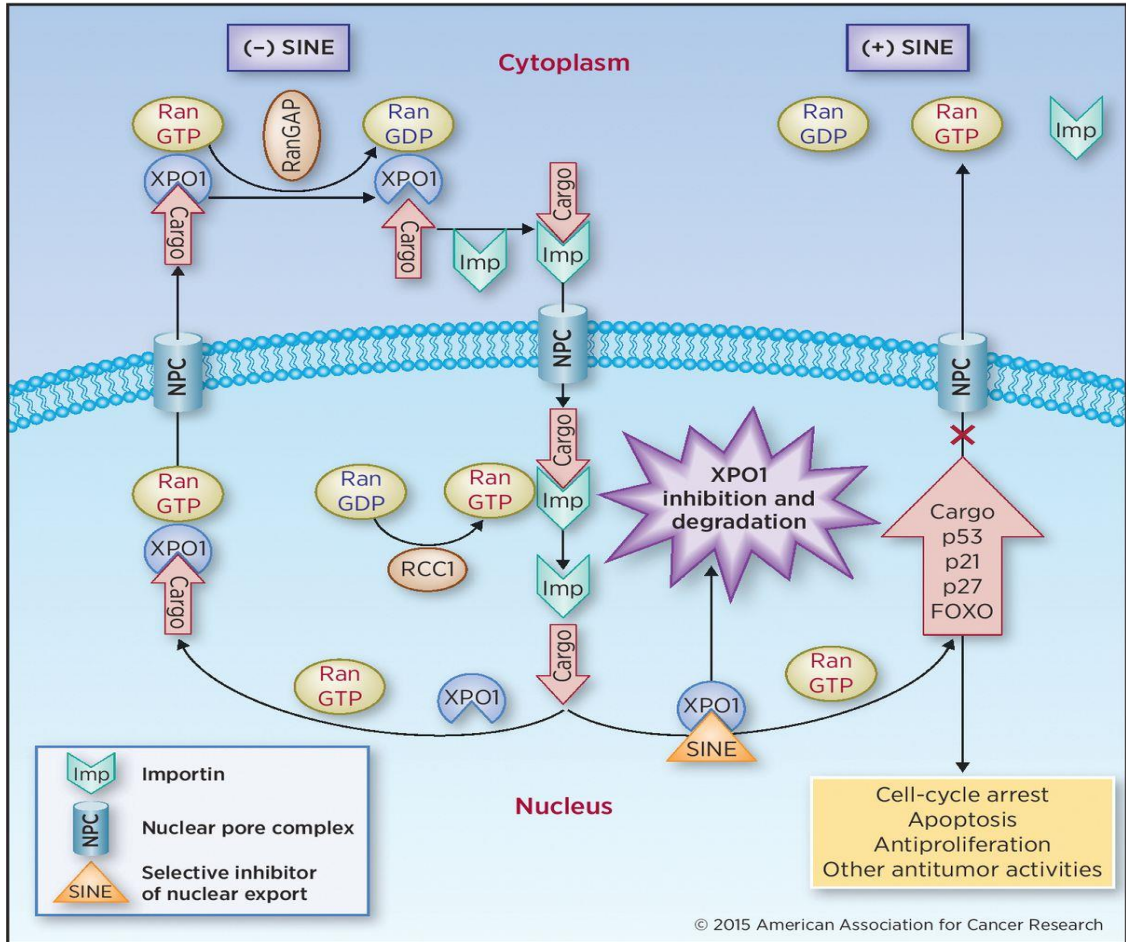 (–) SINE
Cytoplasm
(+) SINE
Ran
GTP
RanGAP
Ran
GDP
Ran
GDP
Ran
GTP
Imp
XPO1
XPO1
Cargo
Cargo
Cargo
Imp
Imp
NPC
NPC
NPC
Cargo
Ran
GTP
Ran
GDP
Ran
GTP
Imp
XPO1
inhibition and
degradation
XPO1
RCC1
Cargo
p53
p21
p27
FOXO
Imp
Cargo
Cargo
Ran
GTP
XPO1
XPO1
SINE
Ran
GTP
Imp
Importin
NPC
Nuclear pore complex
SINE
Selective inhibitor
of nuclear export
Nucleus
Cell-cycle arrest
Apoptosis
Antiproliferation
Other antitumor activities
© 2015 American Association for Cancer Research